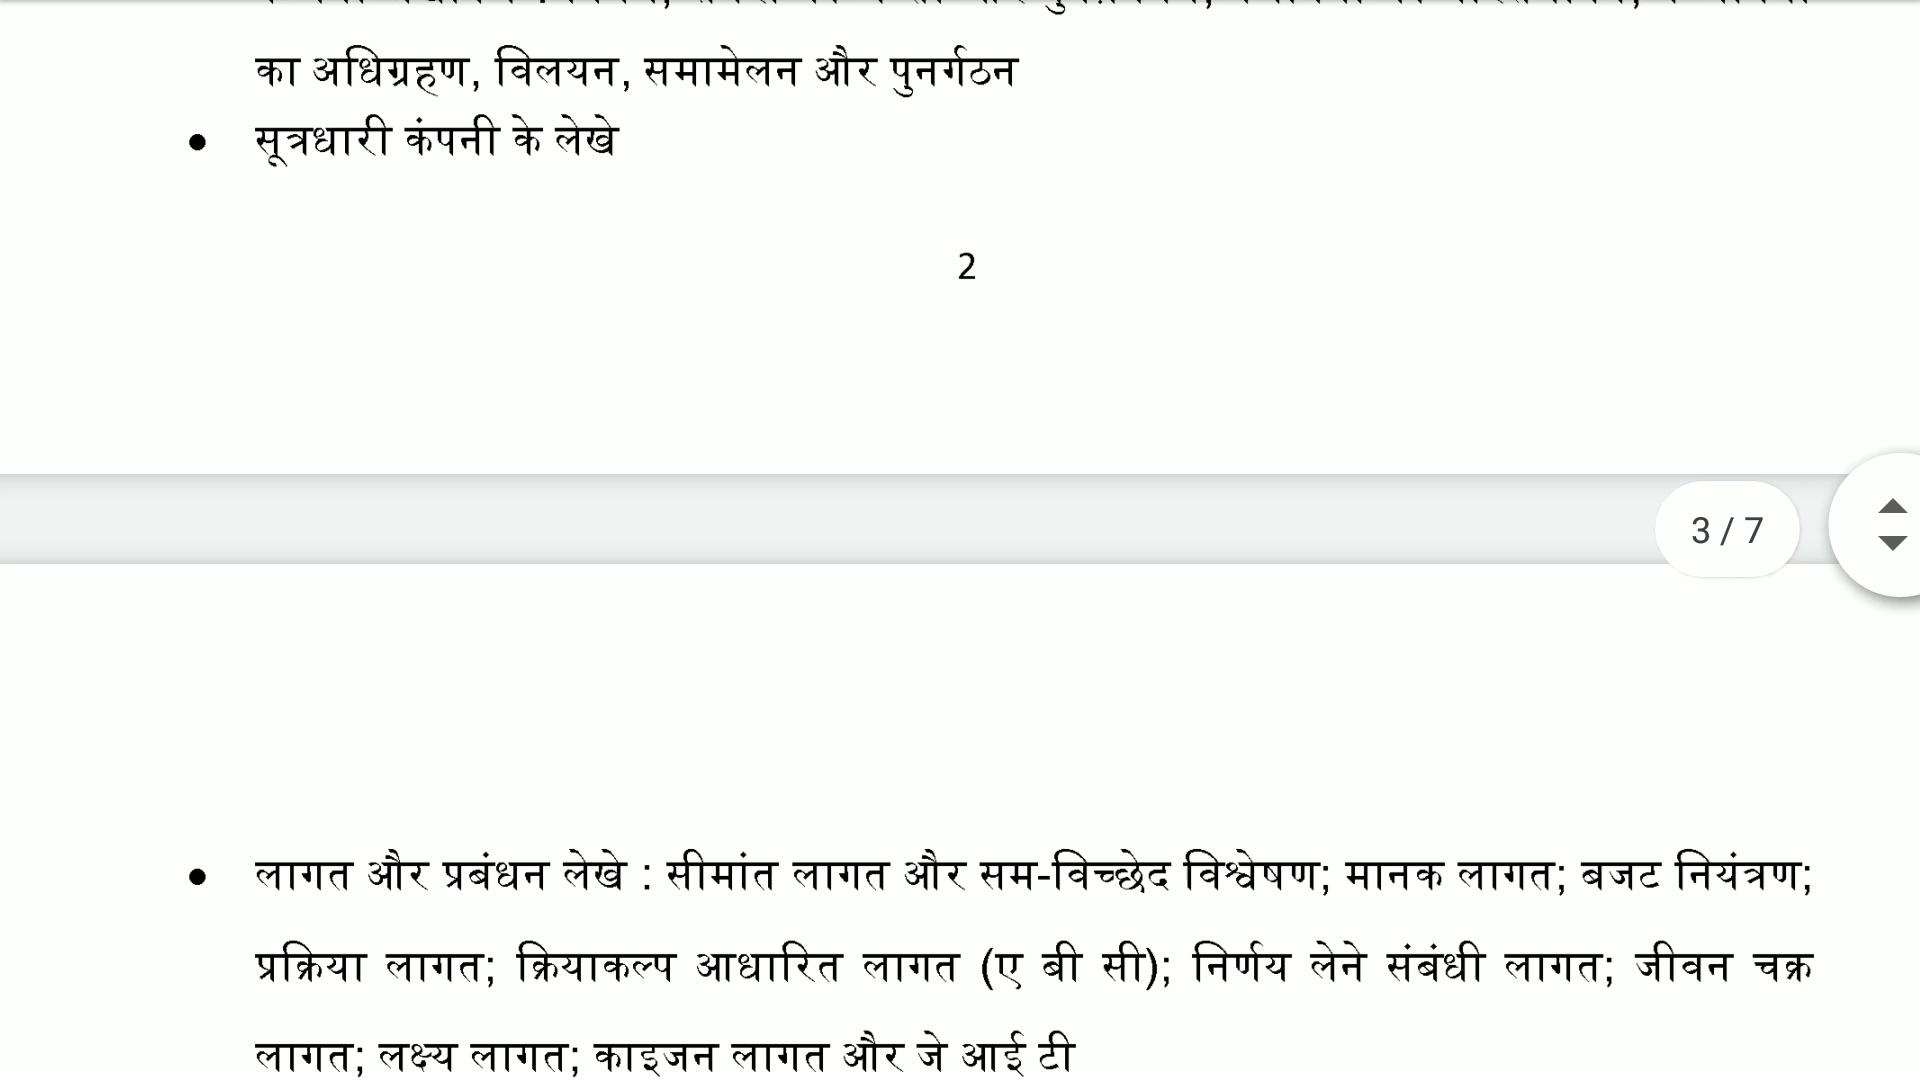 का अधिग्रहण, विलयन, समामेलन और पुनर्गठन
● सूत्रधारी कंपनी के लेखे
2
3 / 7
● लागत और प्रबंधन लेखे : सीमांत लागत और सम-विच्छेद विश्लेषण; मानक लागत; बजट नियंत्रण;
प्रक्रिया लागत; क्रियाकल्प आधारित लागत (ए बी सी); निर्णय लेने संबंधी लागत; जीवन चक्र
लागत; लक्ष्य लागत; काइजन लागत और जे आई टी